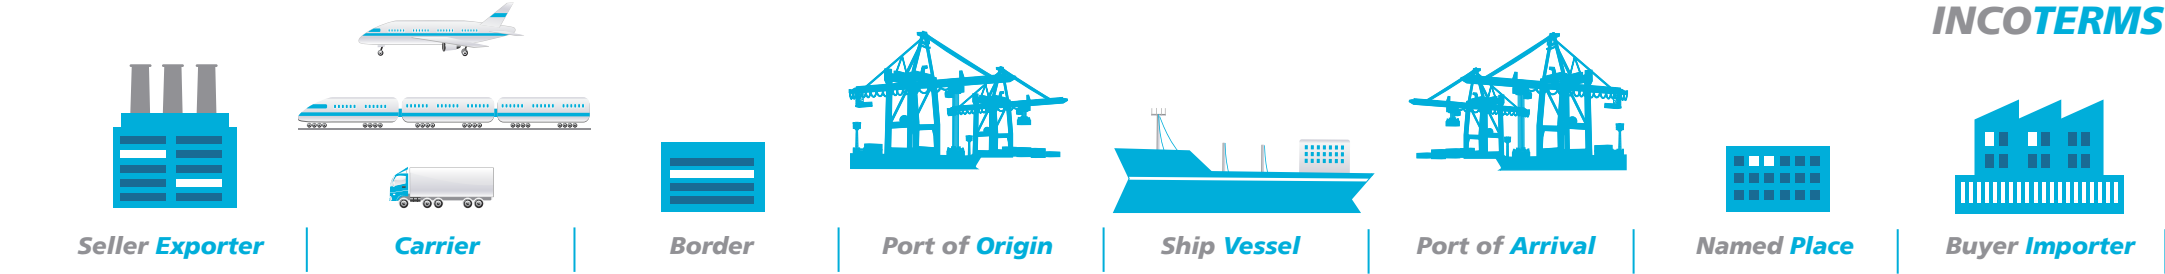 INCOTERMS
Seller Exporter
Carrier
Border
Port of Origin
Ship Vessel
Port of Arrival
Named Place
Buyer Importer